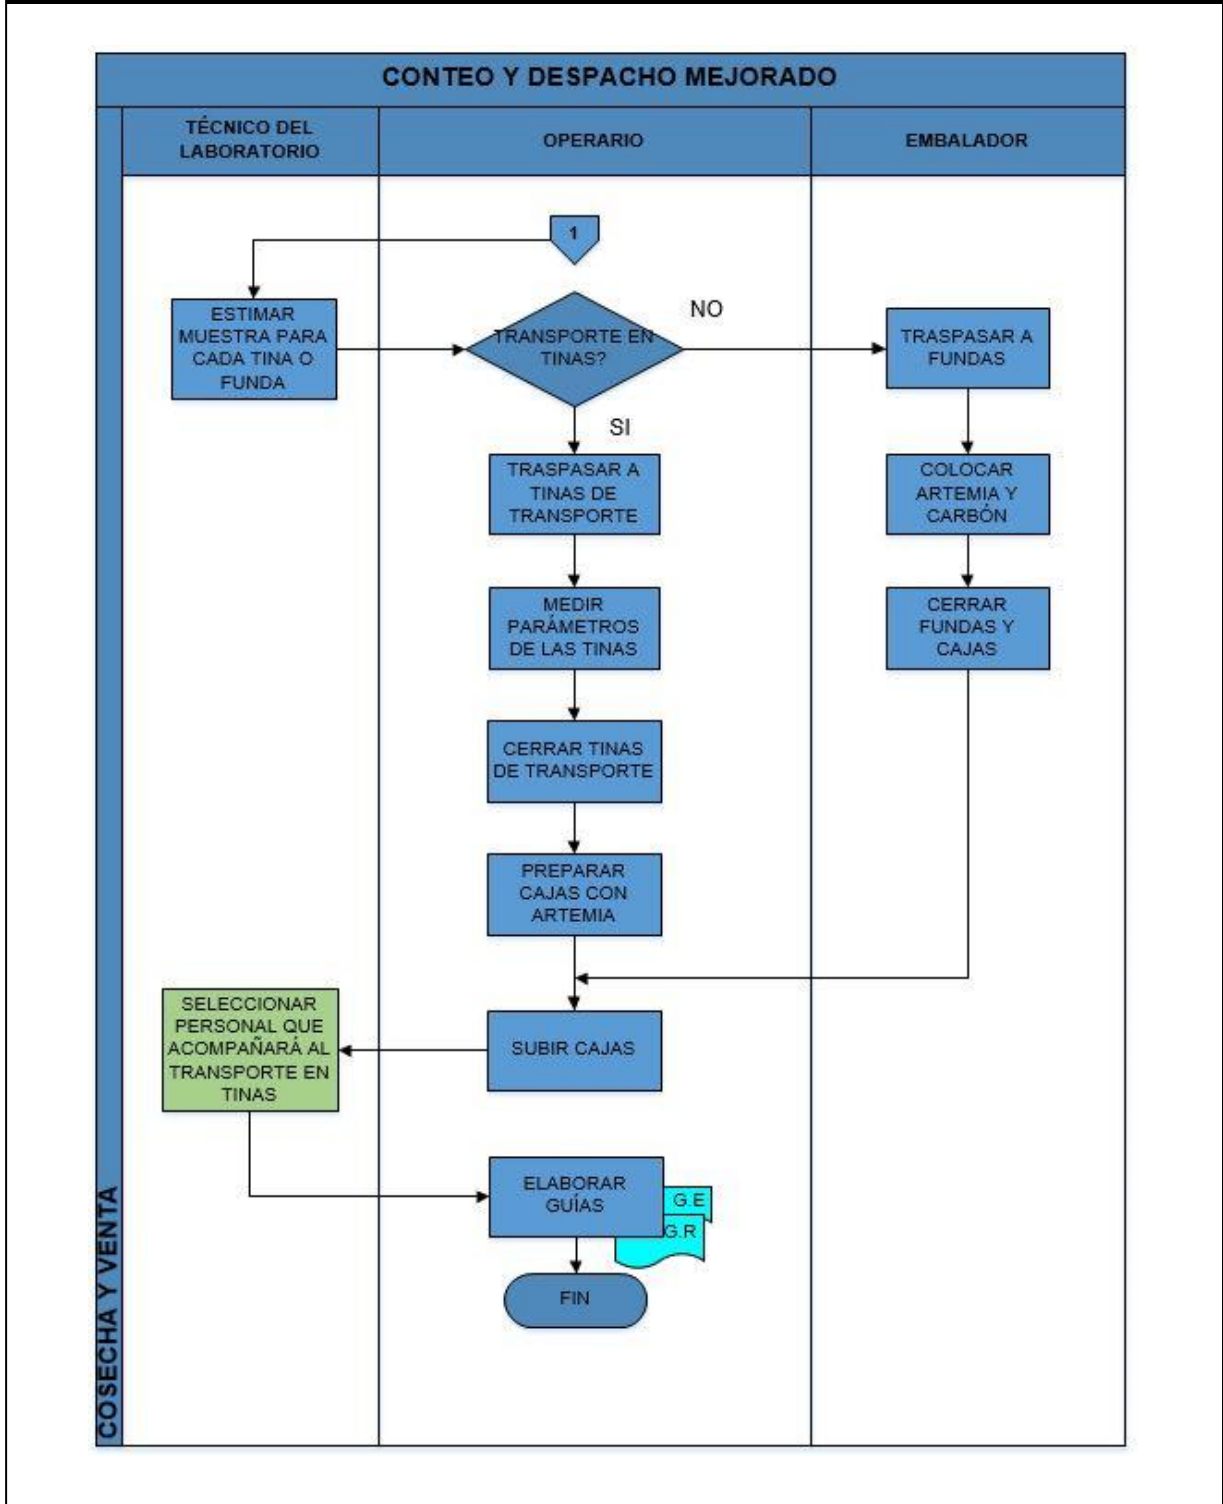 CONTEO Y DESPACHO MEJORADO
TÉCNICO DEL
LABORATORIO
OPERARIO
EMBALADOR
1
ESTIMAR
MUESTRA PARA
CADA TINA O
FUNDA
TRANSPORTE EN
TINAS?
NO
TRASPASAR A
FUNDAS
SI
TRASPASAR A
TINAS DE
TRANSPORTE
COLOCAR
ARTEMIA Y
CARBÓN
MEDIR
PARÁMETROS
DE LAS TINAS
CERRAR
FUNDAS Y
CAJAS
CERRAR TINAS
DE TRANSPORTE
PREPARAR
CAJAS CON
ARTEMIA
SUBIR CAJAS
SELECCIONAR
PERSONAL QUE
ACOMPAÑARÁ AL
TRANSPORTE EN
TINAS
ELABORAR
GUÍAS
G.E
G.R
FIN
COSECHA Y VENTA